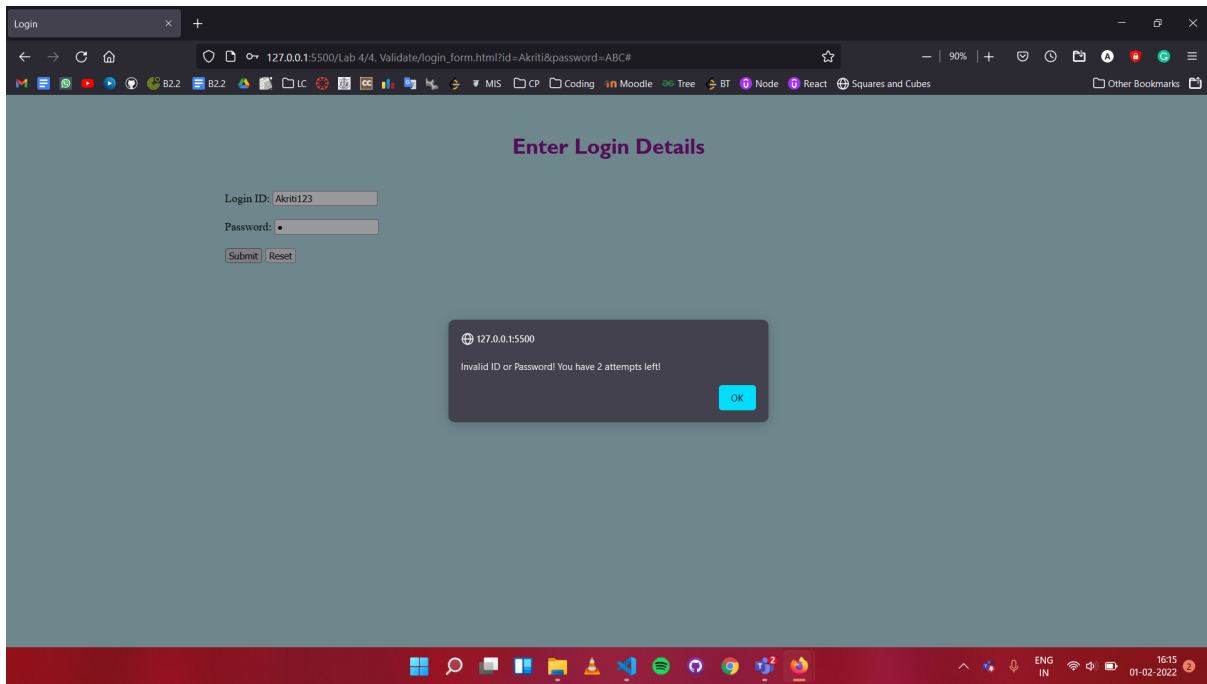 Login
127.0.0.1:5500/Lab 4/4. Validate/login_form.html?id=Akriti&password=ABC#
90%
B2.2
B2.2
LC
MIS
CP
Coding
Moodle
Tree
BT
Node
React
Squares and Cubes
Other Bookmarks
Enter Login Details
Login ID: Akriti123
Password: •
Submit Reset
127.0.0.1:5500
Invalid ID or Password! You have 2 attempts left!
OK
ENG
IN
16:15
01-02-2022
2